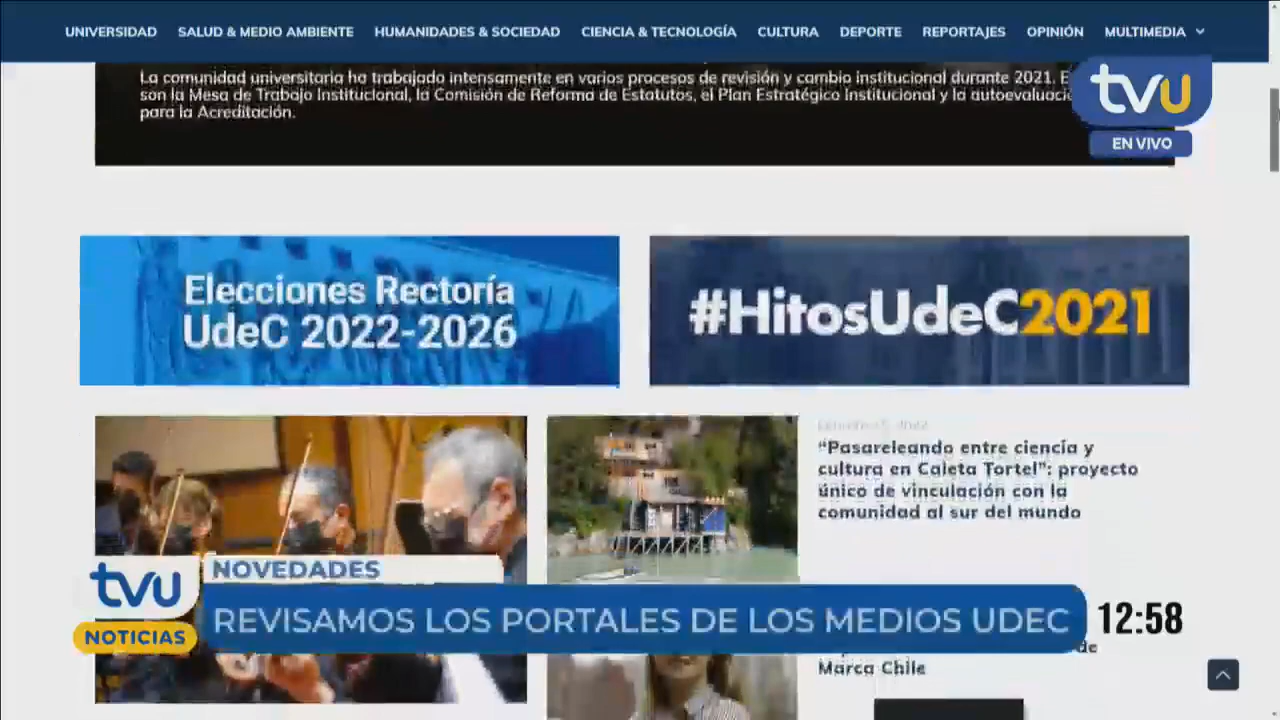 UNIVERSIDAD SALUD & MEDIO AMBIENTE HUMANIDADES & SOCIEDAD CIENCIA & TECNOLOGÍA CULTURA DEPORTE REPORTAJES OPINIÓN MULTIMEDIA
La comunidad universitaria ha trabajado intensamente en varios procesos de revisión y cambio institucional durante 2021.
son la Mesa de Trabajo Institucional, la Comisión de Reforma de Estatutos, el Plan Estratégico Institucional y la
para la Acreditación.
tvu
EN VIVO
Elecciones Rectoría
UdeC 2022-2026
#HitosUdeC2021
“Pasareleando entre ciencia y
cultura en Caleta Tortel”: proyecto
único de vinculación con la
comunidad al sur del mundo
tvu
NOTICIAS
NOVEDADES
REVISAMOS LOS PORTALES DE LOS MEDIOS UDEC
12:58
de
Marca Chile